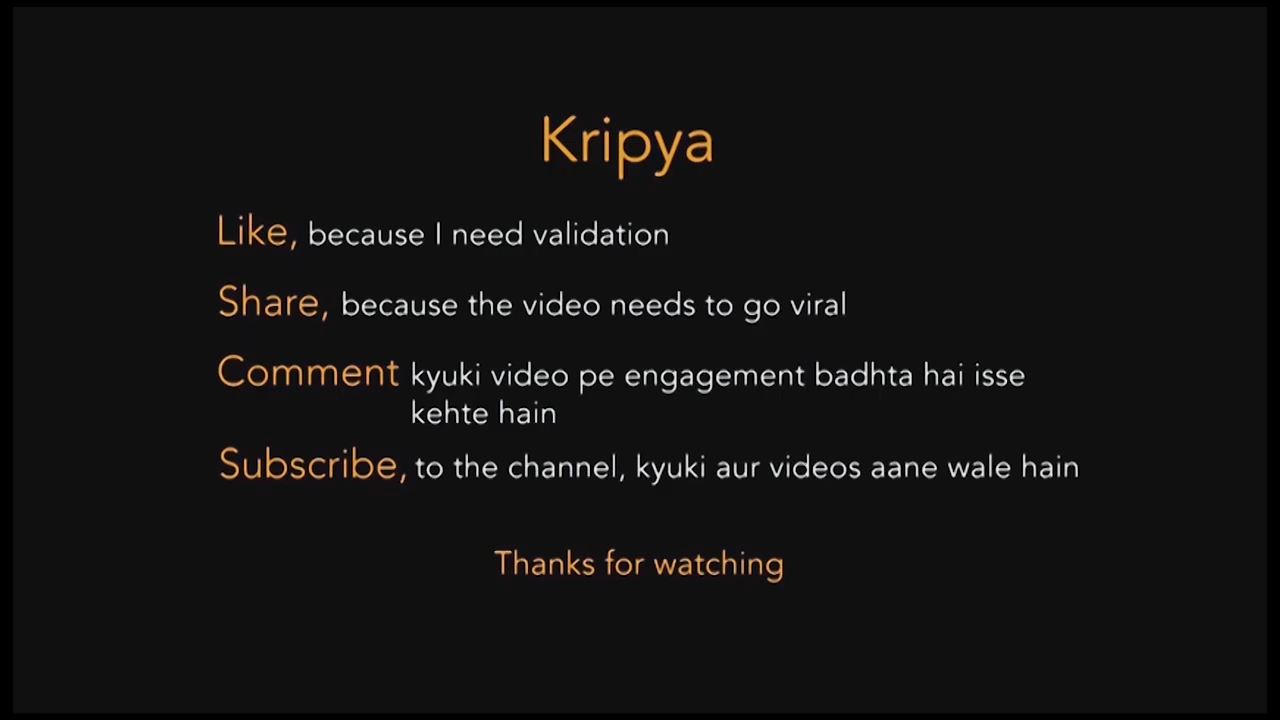 Kripya
Like, because I need validation
Share, because the video needs to go viral
Comment kyuki video pe engagement badhta hai isse
kehte hain
Subscribe, to the channel, kyuki aur videos aane wale hain
Thanks for watching